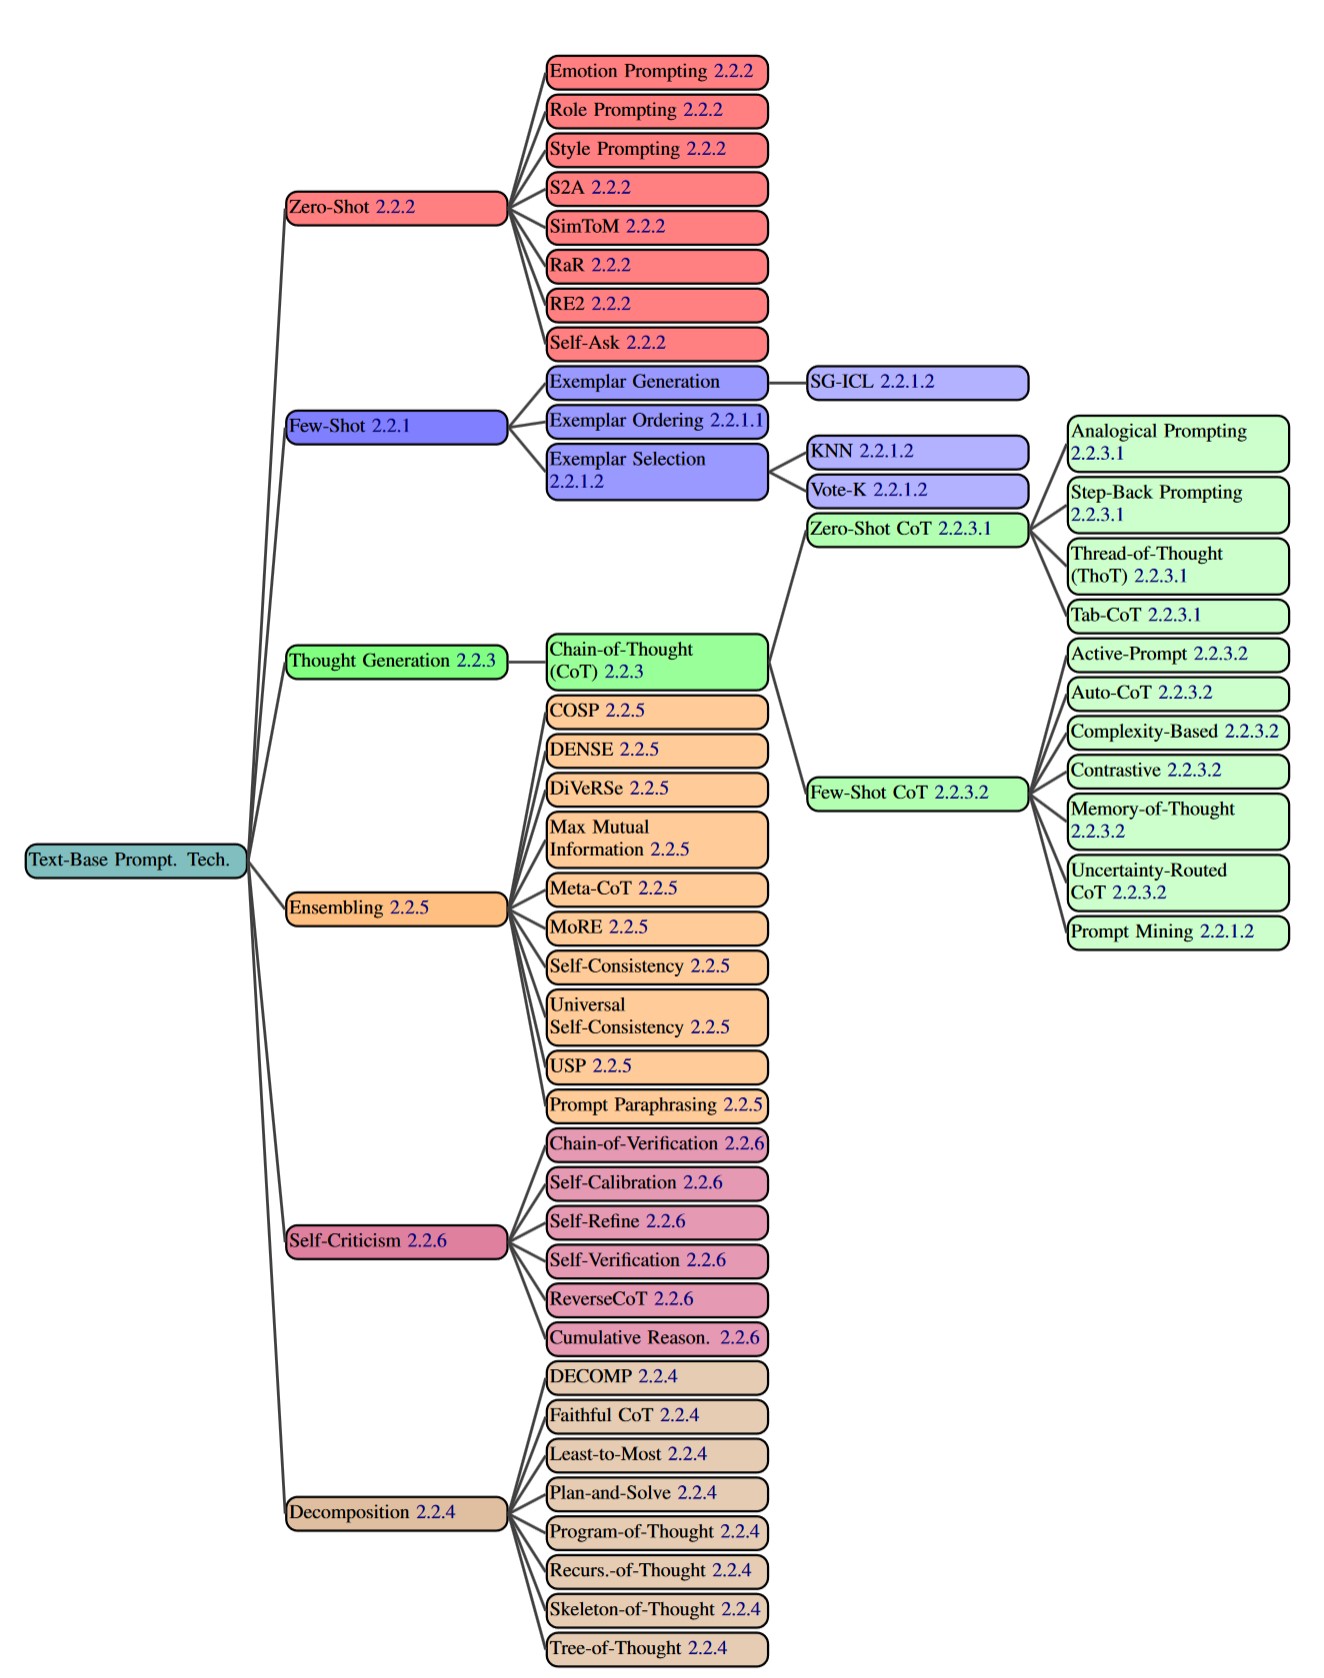 Text-Base Prompt. Tech.
Zero-Shot 2.2.2
Emotion Prompting 2.2.2
Role Prompting 2.2.2
Style Prompting 2.2.2
S2A 2.2.2
SimToM 2.2.2
RaR 2.2.2
RE2 2.2.2
Self-Ask 2.2.2
Few-Shot 2.2.1
Exemplar Generation
SG-ICL 2.2.1.2
Exemplar Ordering 2.2.1.1
Exemplar Selection
2.2.1.2
KNN 2.2.1.2
Vote-K 2.2.1.2
Thought Generation 2.2.3
Chain-of-Thought
(CoT) 2.2.3
Zero-Shot CoT 2.2.3.1
Analogical Prompting
2.2.3.1
Step-Back Prompting
2.2.3.1
Thread-of-Thought
(ThoT) 2.2.3.1
Tab-CoT 2.2.3.1
Few-Shot CoT 2.2.3.2
Active-Prompt 2.2.3.2
Auto-CoT 2.2.3.2
Complexity-Based 2.2.3.2
Contrastive 2.2.3.2
Memory-of-Thought
2.2.3.2
Uncertainty-Routed
CoT 2.2.3.2
Prompt Mining 2.2.1.2
Ensembling 2.2.5
COSP 2.2.5
DENSE 2.2.5
DiVeRSe 2.2.5
Max Mutual
Information 2.2.5
Meta-CoT 2.2.5
MoRE 2.2.5
Self-Consistency 2.2.5
Universal
Self-Consistency 2.2.5
USP 2.2.5
Prompt Paraphrasing 2.2.5
Self-Criticism 2.2.6
Chain-of-Verification 2.2.6
Self-Calibration 2.2.6
Self-Refine 2.2.6
Self-Verification 2.2.6
ReverseCoT 2.2.6
Cumulative Reason. 2.2.6
Decomposition 2.2.4
DECOMP 2.2.4
Faithful CoT 2.2.4
Least-to-Most 2.2.4
Plan-and-Solve 2.2.4
Program-of-Thought 2.2.4
Recurs.-of-Thought 2.2.4
Skeleton-of-Thought 2.2.4
Tree-of-Thought 2.2.4